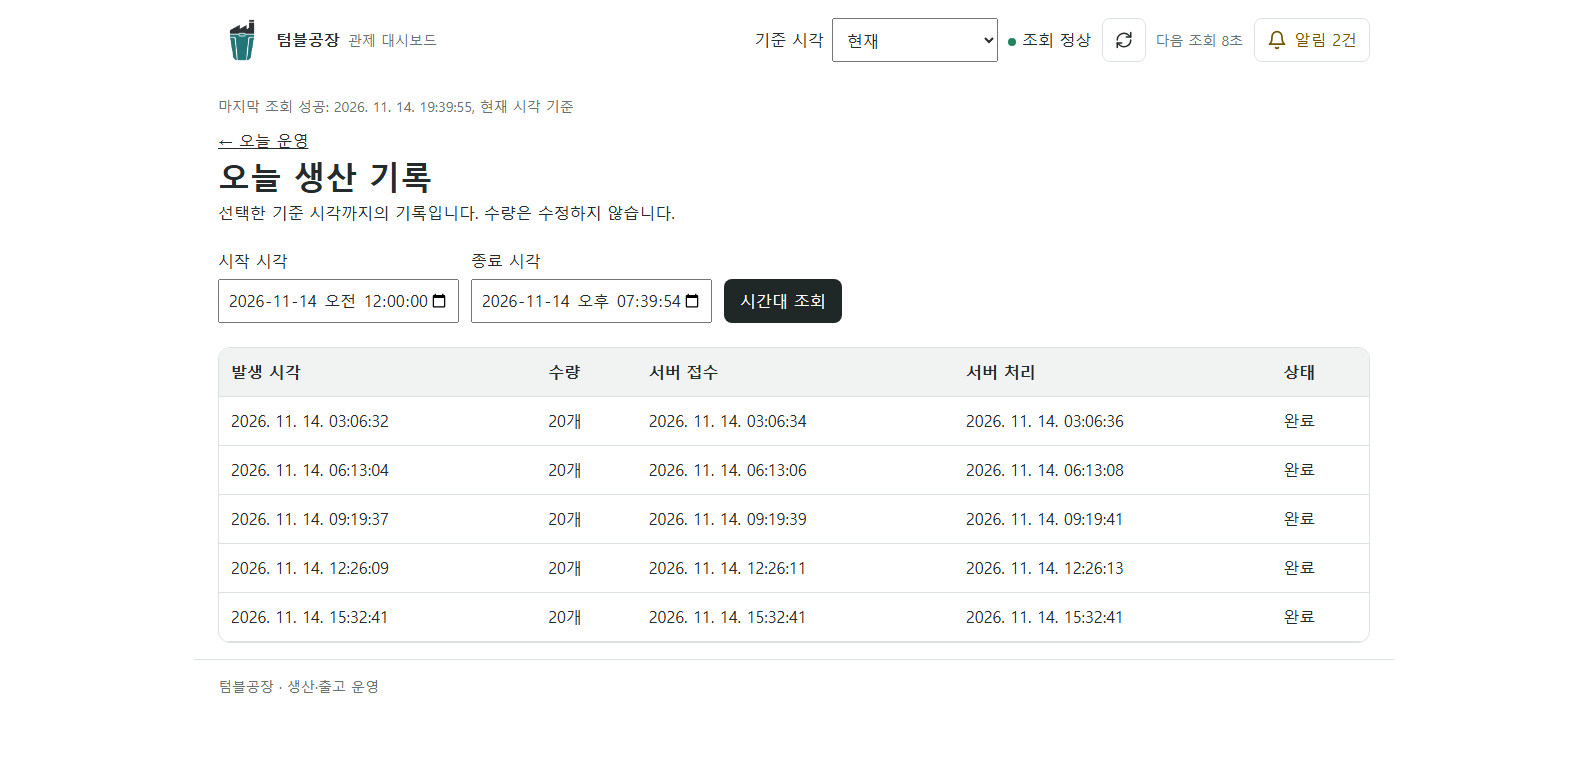 텀블공장 관제 대시보드 기준 시각 현재 조회 정상 다음 조회 8초 알림 2건
마지막 조회 성공: 2026. 11. 14. 19:39:55, 현재 시각 기준
← 오늘 운영
오늘 생산 기록
선택한 기준 시각까지의 기록입니다. 수량은 수정하지 않습니다.
시작 시각 종료 시각
2026-11-14 오전 12:00:00 2026-11-14 오후 07:39:54 시간대 조회
발생 시각 수량 서버 접수 서버 처리 상태
2026. 11. 14. 03:06:32 20개 2026. 11. 14. 03:06:34 2026. 11. 14. 03:06:36 완료
2026. 11. 14. 06:13:04 20개 2026. 11. 14. 06:13:06 2026. 11. 14. 06:13:08 완료
2026. 11. 14. 09:19:37 20개 2026. 11. 14. 09:19:39 2026. 11. 14. 09:19:41 완료
2026. 11. 14. 12:26:09 20개 2026. 11. 14. 12:26:11 2026. 11. 14. 12:26:13 완료
2026. 11. 14. 15:32:41 20개 2026. 11. 14. 15:32:41 2026. 11. 14. 15:32:41 완료
텀블공장 · 생산·출고 운영